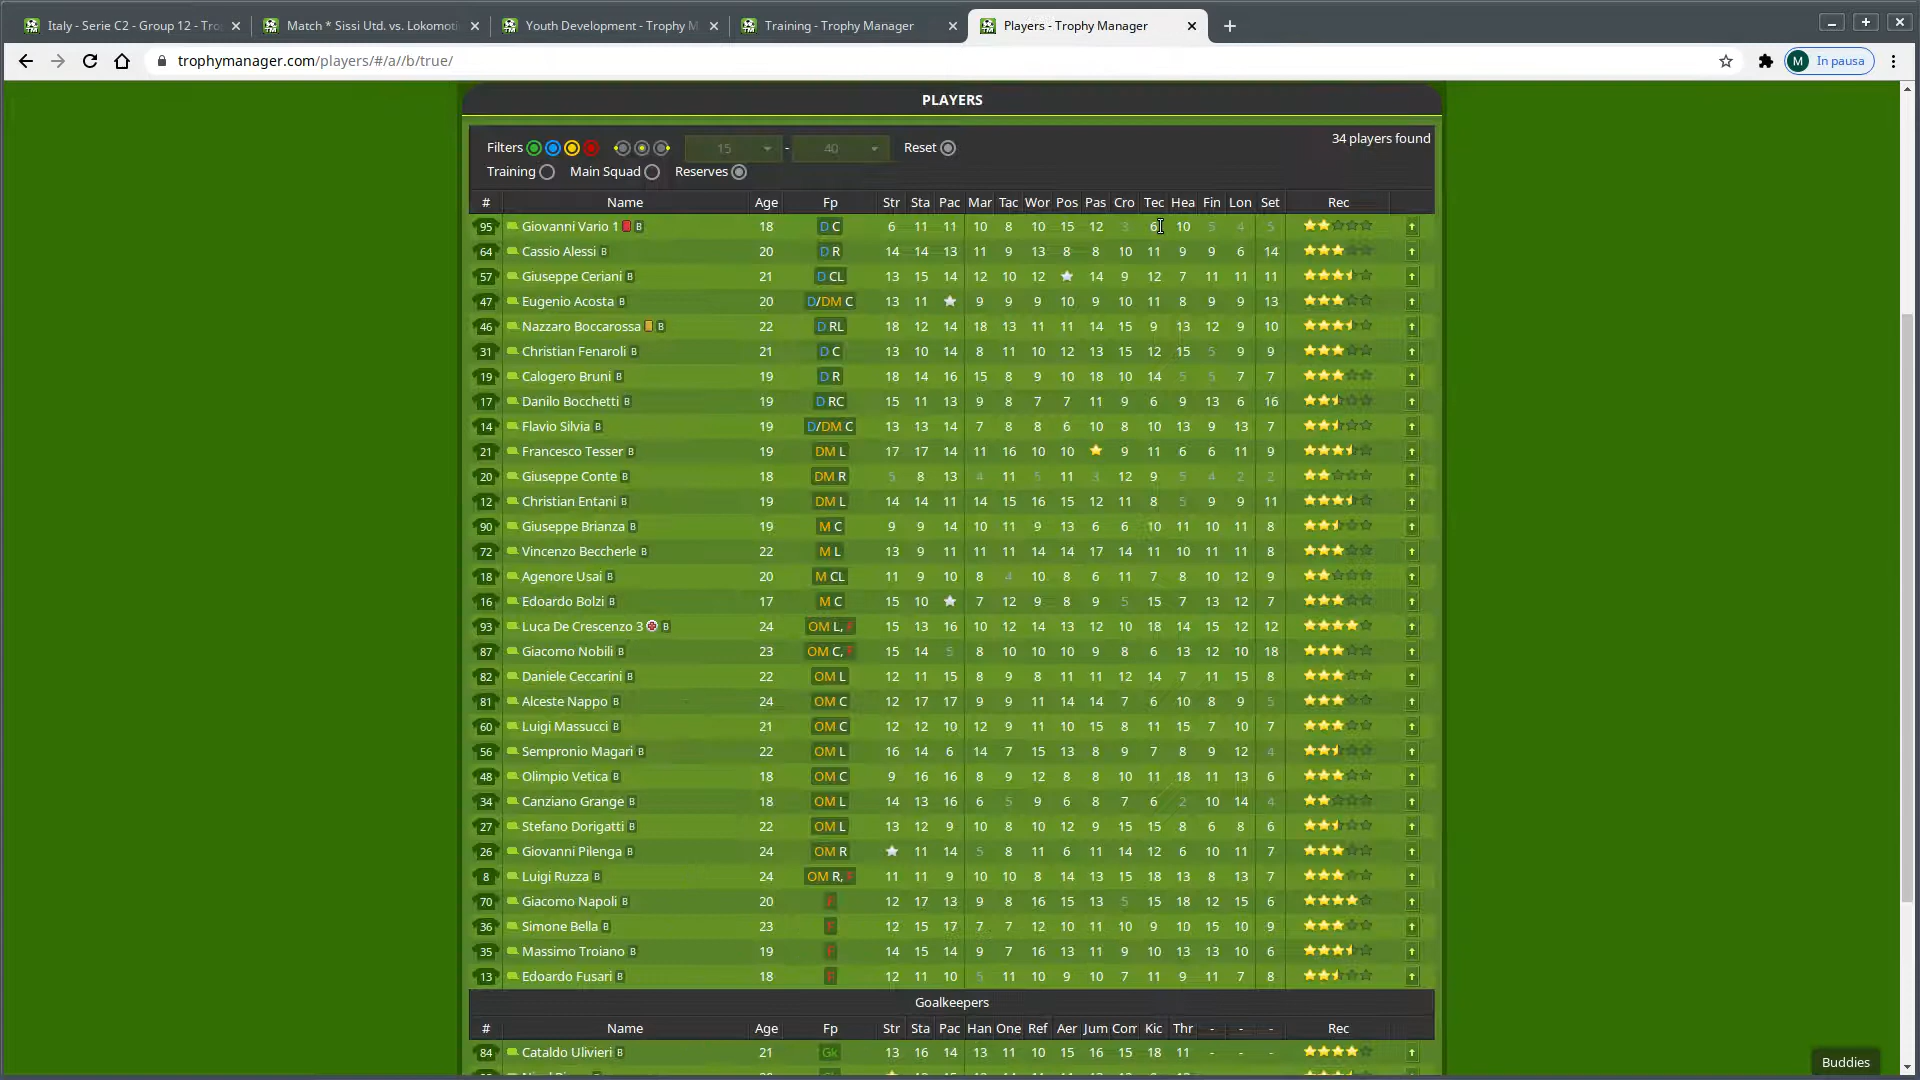 Italy - Serie C2 - Group 12 - Tro
Match * Sissi Utd. vs. Lokomoti
Youth Development - Trophy M
Training - Trophy Manager
Players - Trophy Manager
trophymanager.com/players/#/a//b/true/
M In pausa
PLAYERS
Filters 15 - 40 Reset
34 players found
Training Main Squad Reserves
# Name Age Fp Str Sta Pac Mar Tac Wor Pos Pas Cro Tec Hea Fin Lon Set Rec
95 Giovanni Vario 1 B 18 D C 6 11 11 10 8 10 15 12 3 6 10 5 4 5
64 Cassio Alessi B 20 D R 14 14 13 11 9 13 8 8 10 11 9 9 6 14
57 Giuseppe Ceriani B 21 D CL 13 15 14 12 10 12 14 9 12 7 11 11 11
47 Eugenio Acosta B 20 D/DM C 13 11 9 9 9 10 9 10 11 8 9 9 13
46 Nazzaro Boccarossa B 22 D RL 18 12 14 18 13 11 11 14 15 9 13 12 9 10
31 Christian Fenaroli B 21 D C 13 10 14 8 11 10 12 13 15 12 15 5 9 9
19 Calogero Bruni B 19 D R 18 14 16 15 8 9 10 18 10 14 5 5 7 7
17 Danilo Bocchetti B 19 D RC 15 11 13 9 8 7 7 11 9 6 9 13 6 16
14 Flavio Silvia B 19 D/DM C 13 13 14 7 8 8 6 10 8 10 13 9 13 7
21 Francesco Tesser B 19 DM L 17 17 14 11 16 10 10 9 11 6 6 11 9
20 Giuseppe Conte B 18 DM R 5 8 13 4 11 5 11 3 12 9 5 4 2 2
12 Christian Entani B 19 DM L 14 14 11 14 15 16 15 12 11 8 5 9 9 11
90 Giuseppe Brianza B 19 M C 9 9 14 10 11 9 13 6 6 10 11 10 11 8
72 Vincenzo Beccherle B 22 M L 13 9 11 11 11 14 14 17 14 11 10 11 11 8
18 Agenore Usai B 20 M CL 11 9 10 8 4 10 8 6 11 7 8 10 12 9
16 Edoardo Bolzi B 17 M C 15 10 7 12 9 8 9 5 15 7 13 12 7
93 Luca De Crescenzo 3 B 24 OM L, F 15 13 16 10 12 14 13 12 10 18 14 15 12 12
87 Giacomo Nobili B 23 OM C, F 15 14 5 8 10 10 10 9 8 6 13 12 10 18
82 Daniele Ceccarini B 22 OM L 12 11 15 8 9 8 11 11 12 14 7 11 15 8
81 Alceste Nappo B 24 OM C 12 17 17 9 9 11 14 14 7 6 10 8 9 5
60 Luigi Massucci B 21 OM C 12 12 10 12 9 11 10 15 8 11 15 7 10 7
56 Sempronio Magari B 22 OM L 16 14 6 14 7 15 13 8 9 7 8 9 12 4
48 Olimpio Vetica B 18 OM C 9 16 16 8 9 12 8 8 10 11 18 11 13 6
34 Canziano Grange B 18 OM L 14 13 16 6 5 9 6 8 7 6 2 10 14 4
27 Stefano Dorigatti B 22 OM L 13 12 9 10 8 10 12 9 15 15 8 6 8 6
26 Giovanni Pilenga B 24 OM R 11 14 5 8 11 6 11 14 12 6 10 11 7
8 Luigi Ruzza B 24 OM R, F 11 11 9 10 10 8 14 13 15 18 13 8 13 7
70 Giacomo Napoli B 20 F 12 17 13 9 8 16 15 13 5 15 18 12 15 6
36 Simone Bella B 23 F 12 15 17 7 7 12 10 11 10 9 10 15 10 9
35 Massimo Troiano B 19 F 14 15 14 9 7 16 13 11 9 10 13 13 10 6
13 Edoardo Fusari B 18 F 12 11 10 5 11 10 9 10 7 11 9 11 7 8
Goalkeepers
# Name Age Fp Str Sta Pac Han One Ref Aer Jum Com Kic Thr - - - Rec
84 Cataldo Ulivieri B 21 Gk 13 16 14 13 11 10 15 16 15 18 11 - - -
Buddies